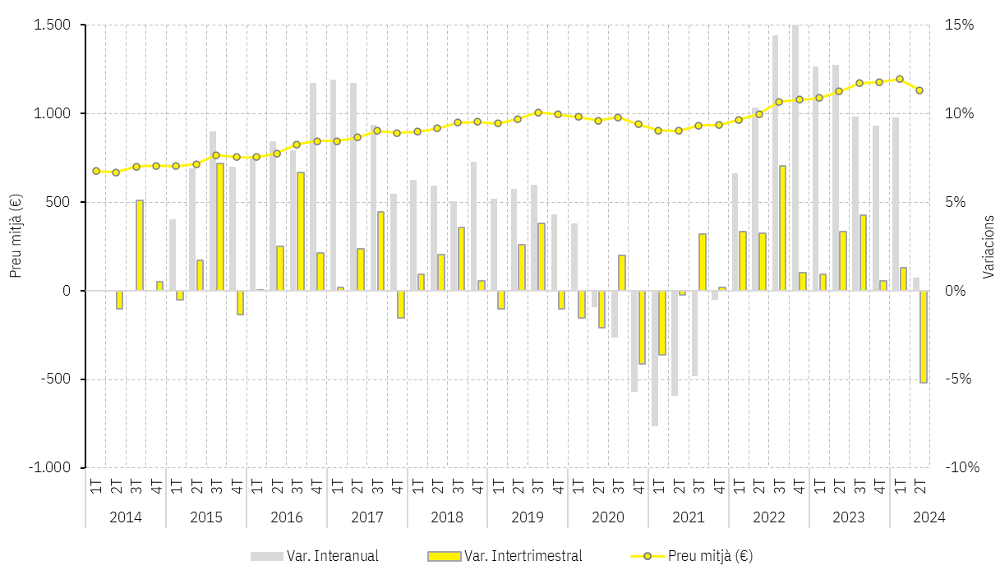 1.500
1.000
500
0
-500
-1.000
Preu mitjà (€)
15%
10%
5%
0%
-5%
-10%
Variacions
1T 2T 3T 4T 1T 2T 3T 4T 1T 2T 3T 4T 1T 2T 3T 4T 1T 2T 3T 4T 1T 2T 3T 4T 1T 2T 3T 4T 1T 2T 3T 4T 1T 2T 3T 4T 1T 2T 3T 4T 1T 2T
2014 2015 2016 2017 2018 2019 2020 2021 2022 2023 2024
Var. Interanual Var. Intertrimestral Preu mitjà (€)